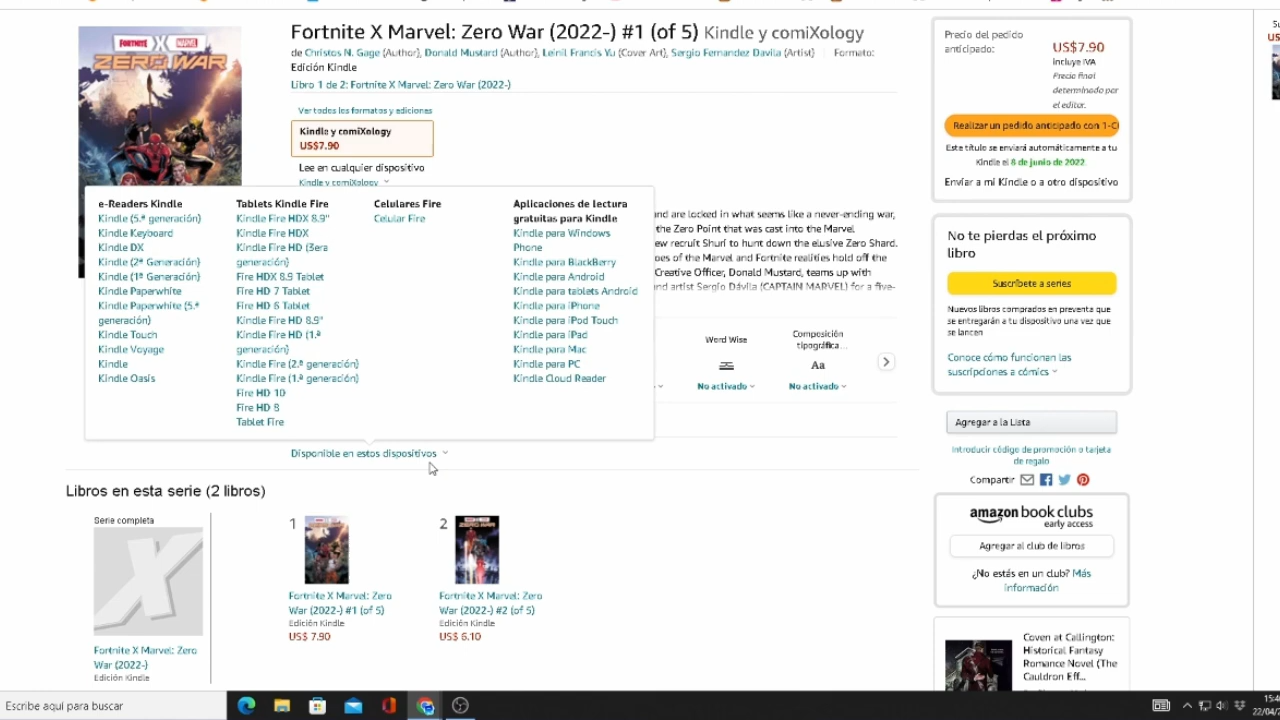 Fortnite X Marvel: Zero War (2022-) #1 (of 5) Kindle y comiXology
de Christos N. Gage (Author), Donald Mustard (Author), Leinil Francis Yu (Cover Art), Sergio Fernandez Davila (Artist) Formato:
Edición Kindle
Libro 1 de 2: Fortnite X Marvel: Zero War (2022-)
Ver todos los formatos y ediciones
Kindle y comiXology
US$7.90
Lee en cualquier dispositivo
Kindle y comiXology
FORTNITE X MARVEL
ZERO WAR
e-Readers Kindle
Kindle (5.ª generación)
Kindle Keyboard
Kindle DX
Kindle (2ª Generación)
Kindle (1ª Generación)
Kindle Paperwhite
Kindle Paperwhite (5.ª
generación)
Kindle Touch
Kindle Voyage
Kindle
Kindle Oasis
Tablets Kindle Fire
Kindle Fire HDX 8.9"
Kindle Fire HDX
Kindle Fire HD (3era
generación)
Fire HDX 8.9 Tablet
Fire HD 7 Tablet
Fire HD 6 Tablet
Kindle Fire HD 8.9"
Kindle Fire HD (1.ª
generación)
Kindle Fire (2.ª generación)
Kindle Fire (1.ª generación)
Fire HD 10
Fire HD 8
Tablet Fire
Celulares Fire
Celular Fire
Aplicaciones de lectura
gratuitas para Kindle
Kindle para Windows
Phone
Kindle para BlackBerry
Kindle para Android
Kindle para tablets Android
Kindle para iPhone
Kindle para iPod Touch
Kindle para iPad
Kindle para Mac
Kindle para PC
Kindle Cloud Reader
and are locked in what seems like a never-ending war,
the Zero Point that was cast into the Marvel
ew recruit Shuri to hunt down the elusive Zero Shard.
oes of the Marvel and Fortnite realities hold off the
Creative Officer, Donald Mustard, teams up with
nd artist Sergio Dávila (CAPTAIN MARVEL) for a five-
Word Wise
No activado
Composición
tipográfica...
Aa
No activado
Disponible en estos dispositivos
Libros en esta serie (2 libros)
Serie completa
Fortnite X Marvel: Zero
War (2022-)
Edición Kindle
1
Fortnite X Marvel: Zero
War (2022-) #1 (of 5)
Edición Kindle
US$ 7.90
2
Fortnite X Marvel: Zero
War (2022-) #2 (of 5)
Edición Kindle
US$ 6.10
Precio del pedido
anticipado:
US$7.90
Incluye IVA
Precio final
determinado por
el editor.
Realizar un pedido anticipado con 1-C
Este título se enviará automáticamente a tu
Kindle el 8 de junio de 2022.
Enviar a mi Kindle o a otro dispositivo
No te pierdas el próximo
libro
Suscríbete a series
Nuevos libros comprados en preventa que
se entregarán a tu dispositivo una vez que
se lancen
Conoce cómo funcionan las
suscripciones a cómics
Agregar a la Lista
Introducir código de promoción o tarjeta
de regalo
Compartir
amazon book clubs
early access
Agregar al club de libros
¿No estás en un club? Más
información
Coven at Callington:
Historical Fantasy
Romance Novel (The
Cauldron Eff...
Escribe aquí para buscar